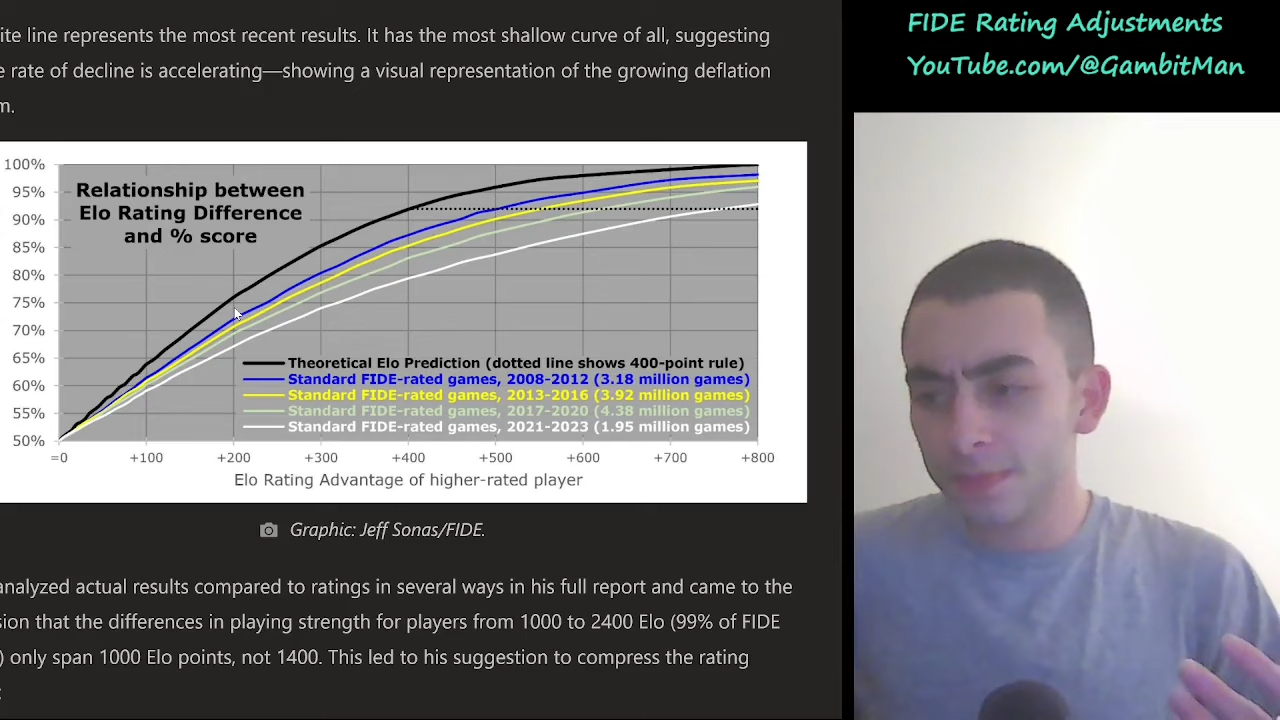 ite line represents the most recent results. It has the most shallow curve of all, suggesting
e rate of decline is accelerating—showing a visual representation of the growing deflation
m.
FIDE Rating Adjustments
YouTube.com/@GambitMan
Relationship between
Elo Rating Difference
and % score
100%
95%
90%
85%
80%
75%
70%
65%
60%
55%
50%
Theoretical Elo Prediction (dotted line shows 400-point rule)
Standard FIDE-rated games, 2008-2012 (3.18 million games)
Standard FIDE-rated games, 2013-2016 (3.92 million games)
Standard FIDE-rated games, 2017-2020 (4.38 million games)
Standard FIDE-rated games, 2021-2023 (1.95 million games)
=0 +100 +200 +300 +400 +500 +600 +700 +800
Elo Rating Advantage of higher-rated player
Graphic: Jeff Sonas/FIDE.
analyzed actual results compared to ratings in several ways in his full report and came to the
sion that the differences in playing strength for players from 1000 to 2400 Elo (99% of FIDE
) only span 1000 Elo points, not 1400. This led to his suggestion to compress the rating
: